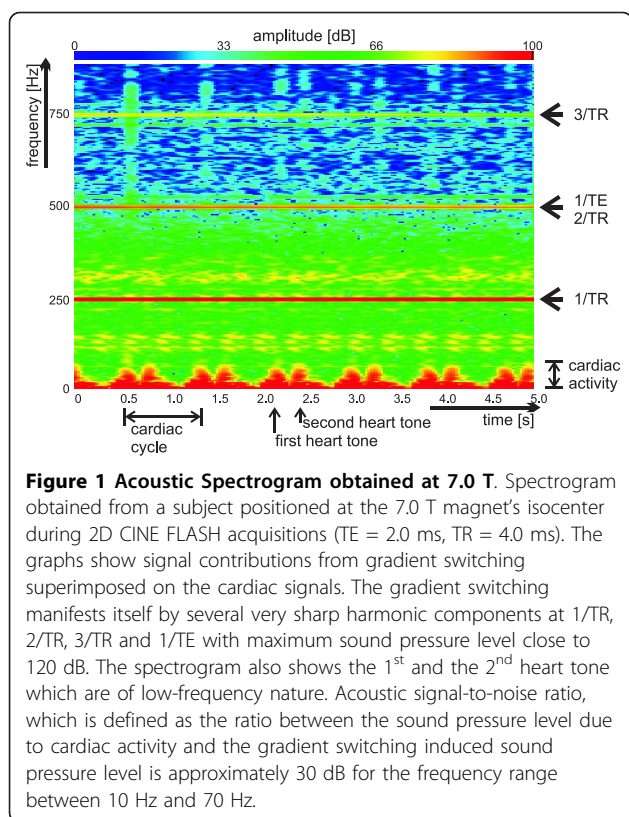 amplitude [dB]
0 33 66 100
frequency [Hz]
750
500
250
0
3/TR
1/TE
2/TR
1/TR
cardiac
activity
0 0.5 1.0 1.5 2.0 2.5 3.0 3.5 4.0 4.5 5.0
cardiac
cycle
second heart tone
first heart tone
time [s]
Figure 1 Acoustic Spectrogram obtained at 7.0 T. Spectrogram
obtained from a subject positioned at the 7.0 T magnet's isocenter
during 2D CINE FLASH acquisitions (TE = 2.0 ms, TR = 4.0 ms). The
graphs show signal contributions from gradient switching
superimposed on the cardiac signals. The gradient switching
manifests itself by several very sharp harmonic components at 1/TR,
2/TR, 3/TR and 1/TE with maximum sound pressure level close to
120 dB. The spectrogram also shows the 1st and the 2nd heart tone
which are of low-frequency nature. Acoustic signal-to-noise ratio,
which is defined as the ratio between the sound pressure level due
to cardiac activity and the gradient switching induced sound
pressure level is approximately 30 dB for the frequency range
between 10 Hz and 70 Hz.